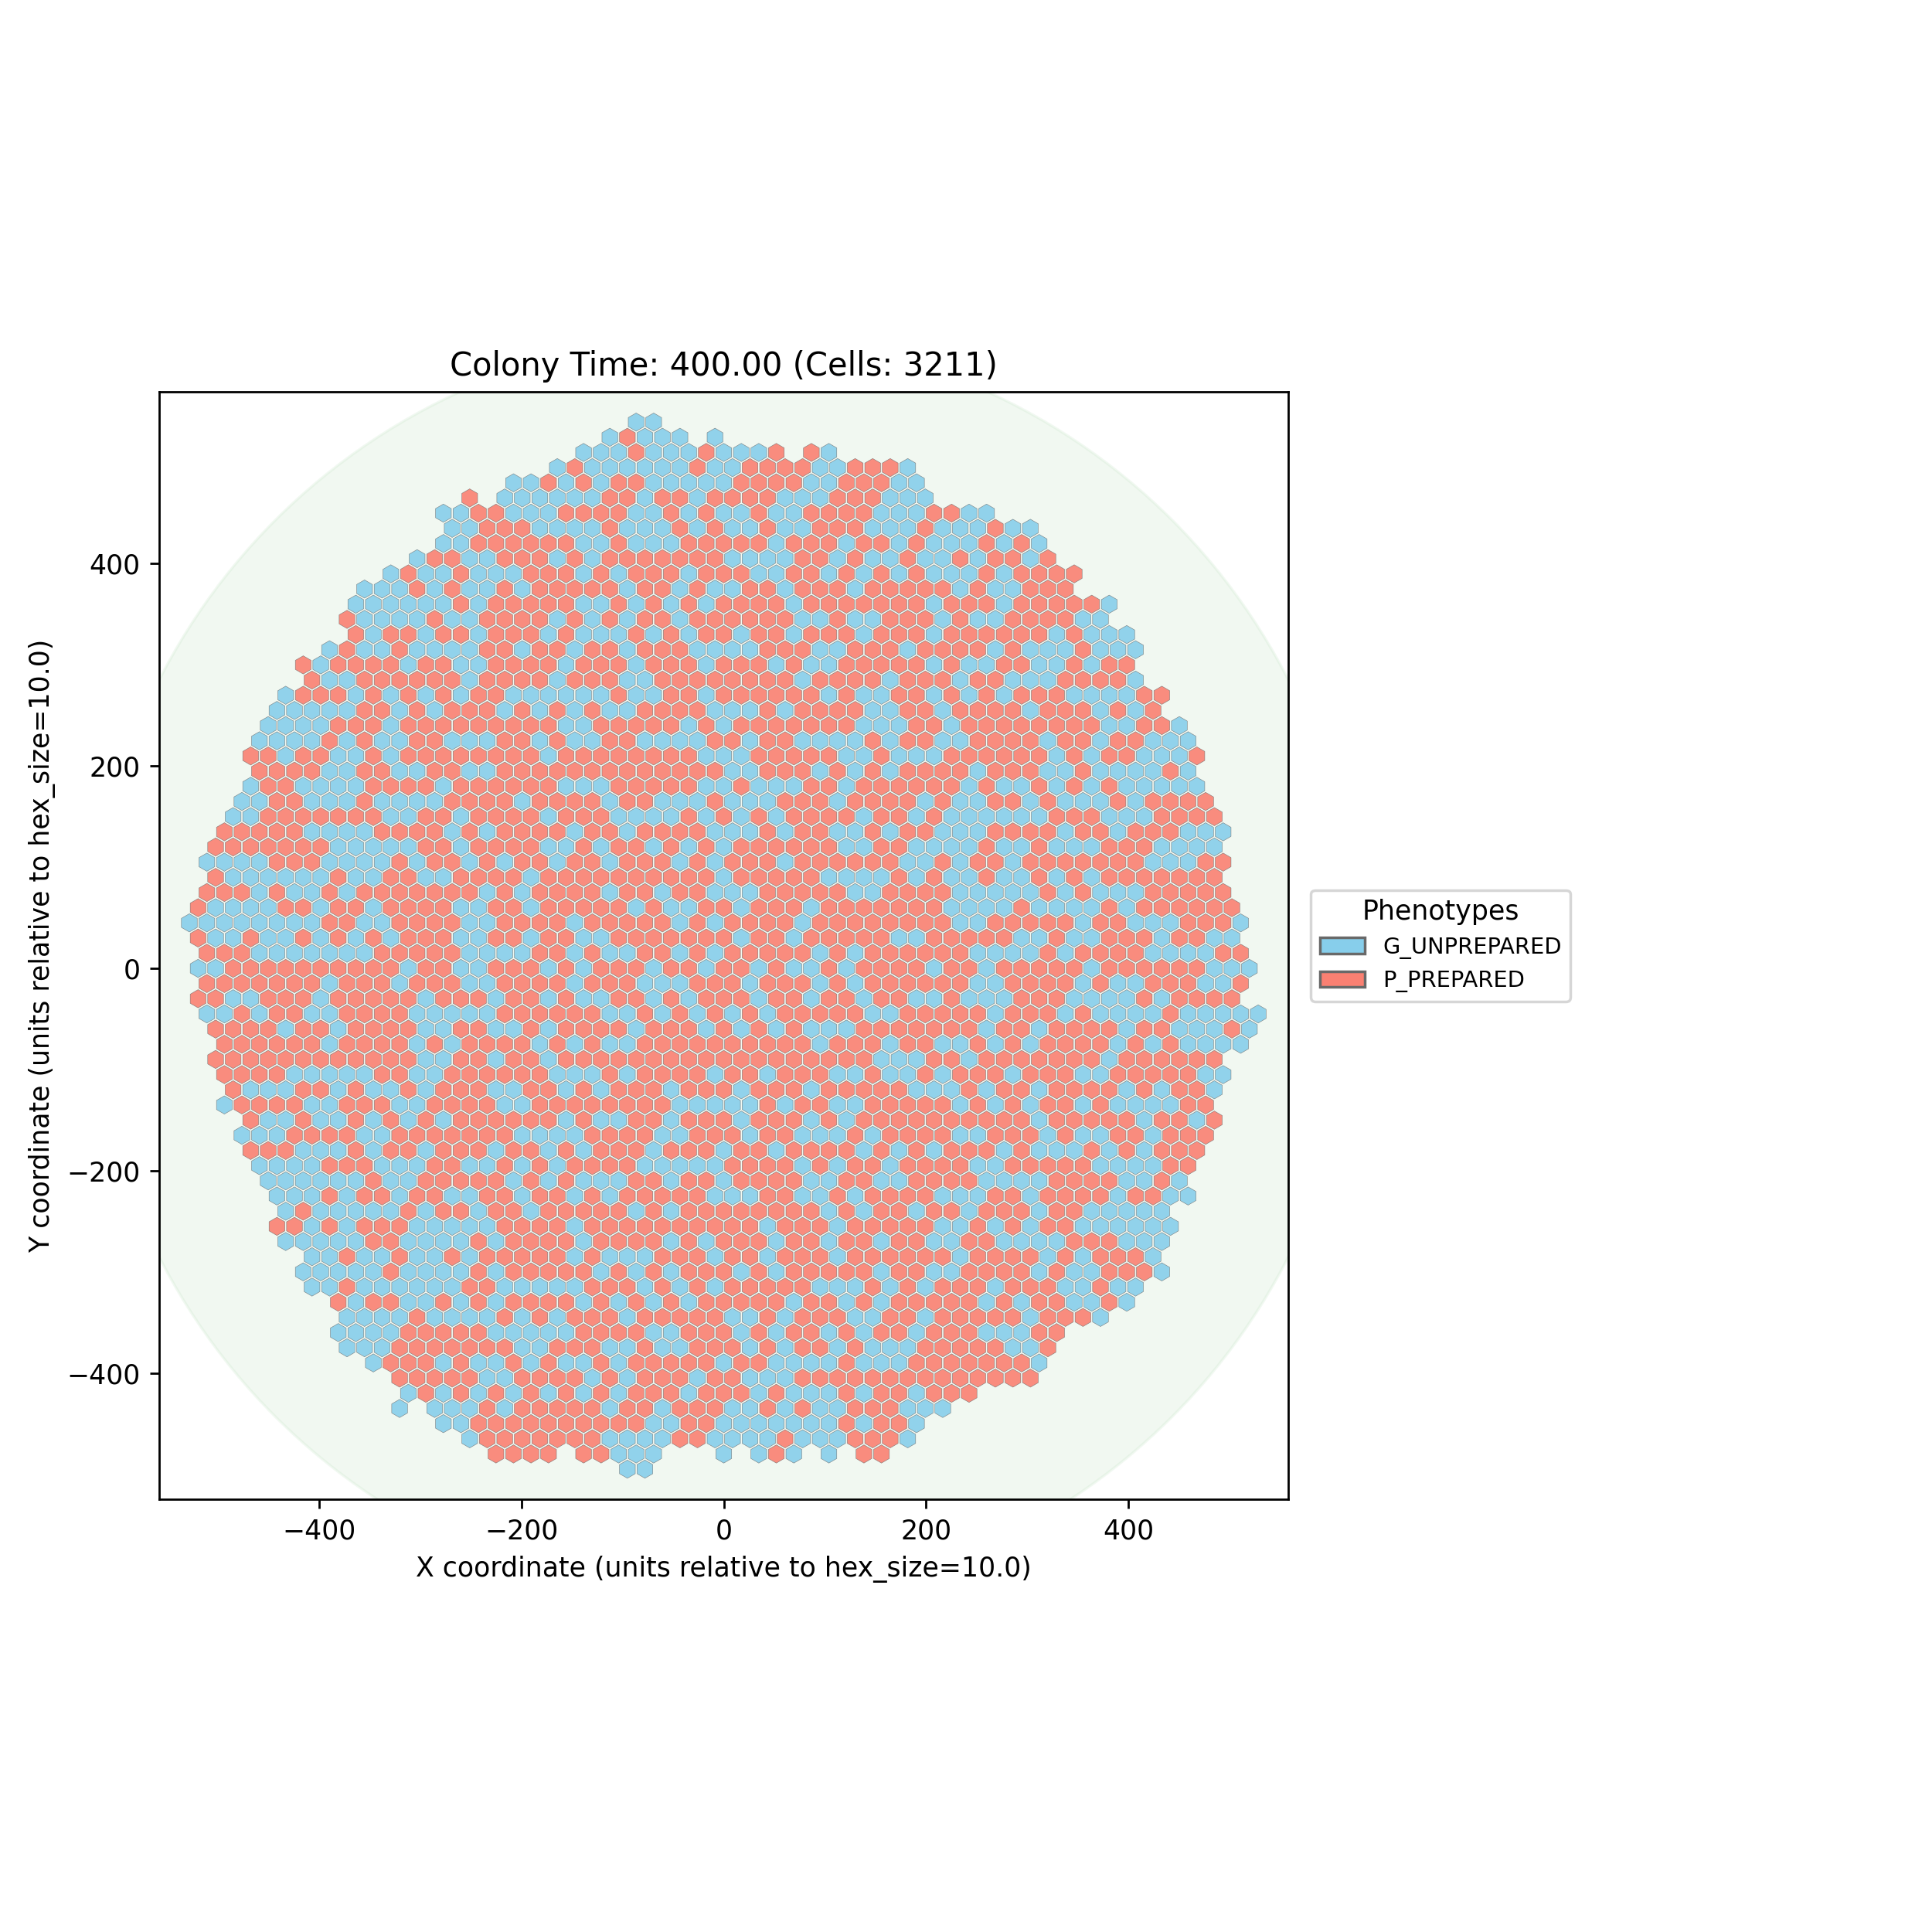 Colony Time: 400.00 (Cells: 3211)
Y coordinate (units relative to hex_size=10.0)
400
200
0
−200
−400
−400
−200
0
200
400
X coordinate (units relative to hex_size=10.0)
Phenotypes
G_UNPREPARED
P_PREPARED